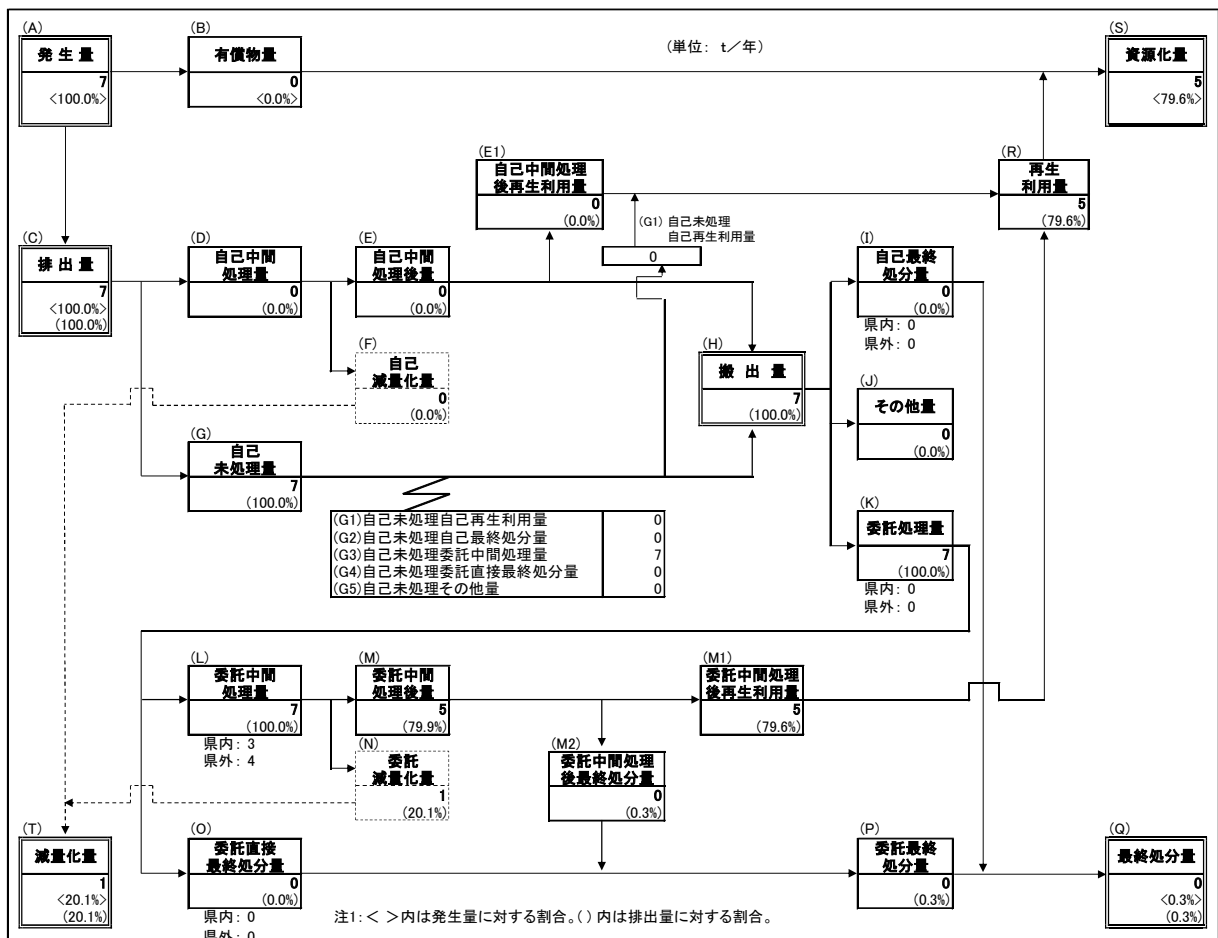 (A)
発 生 量
7
<100.0%>
(B)
有償物量
0
<0.0%>
(単位： t／年)
(S)
資源化量
5
<79.6%>
(E1)
自己中間処理
後再生利用量
0
(0.0%)
(R)
再生
利用量
5
(79.6%)
(G1) 自己未処理
自己再生利用量
0
(C)
排 出 量
7
<100.0%>
(100.0%)
(D)
自己中間
処理量
0
(0.0%)
(E)
自己中間
処理後量
0
(0.0%)
(I)
自己最終
処分量
0
(0.0%)
県内： 0
県外： 0
(F)
自己
減量化量
0
(0.0%)
(H)
搬 出 量
7
(100.0%)
(J)
その他量
0
(0.0%)
(G)
自己
未処理量
7
(100.0%)
(G1)自己未処理自己再生利用量 0
(G2)自己未処理自己最終処分量 0
(G3)自己未処理委託中間処理量 7
(G4)自己未処理委託直接最終処分量 0
(G5)自己未処理その他量 0
(K)
委託処理量
7
(100.0%)
県内： 0
県外： 0
(L)
委託中間
処理量
7
(100.0%)
県内： 3
県外： 4
(M)
委託中間
処理後量
5
(79.9%)
(M1)
委託中間処理
後再生利用量
5
(79.6%)
(N)
委託
減量化量
1
(20.1%)
(M2)
委託中間処理
後最終処分量
0
(0.3%)
(T)
減量化量
1
<20.1%>
(20.1%)
(O)
委託直接
最終処分量
0
(0.0%)
県内： 0
県外： 0
(P)
委託最終
処分量
0
(0.3%)
(Q)
最終処分量
0
<0.3%>
(0.3%)
注1：< >内は発生量に対する割合。( ) 内は排出量に対する割合。